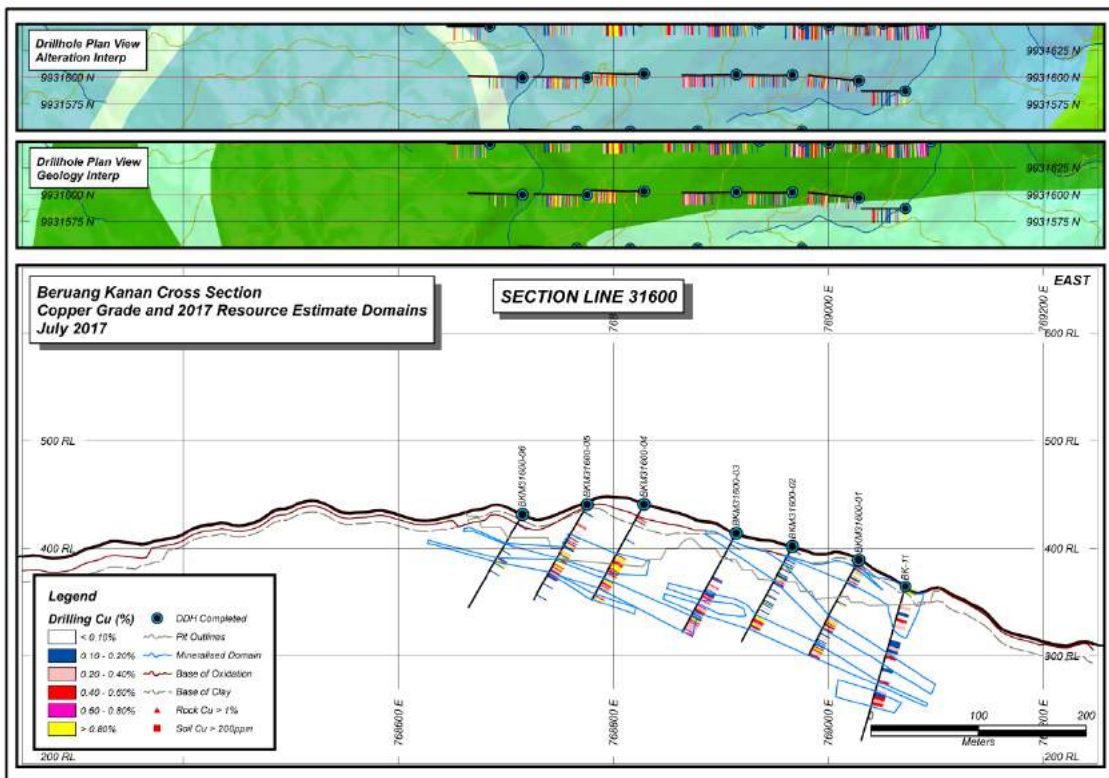 Drillhole Plan View
Alteration Interp
9931625 N
9931600 N
9931600 N
9931575 N
9931575 N
Drillhole Plan View
Geology Interp
9931625 N
9931600 N
9931600 N
9931575 N
9931575 N
Beruang Kanan Cross Section
Copper Grade and 2017 Resource Estimate Domains
July 2017
SECTION LINE 31600
EAST
769000 E
769200 E
600 RL
500 RL
500 RL
400 RL
400 RL
300 RL
200 RL
200 RL
BKM31600-06
BKM31600-05
BKM31600-04
BKM31600-03
BKM31600-02
BKM31600-01
BK-11
Legend
Drilling Cu (%)
< 0.10%
0.10 - 0.20%
0.20 - 0.40%
0.40 - 0.60%
0.60 - 0.80%
> 0.80%
DDH Completed
Pit Outlines
Mineralised Domain
Base of Oxidation
Base of Clay
Rock Cu > 1%
Soil Cu > 200ppm
768600 E
768800 E
769000 E
0 100 200
Meters